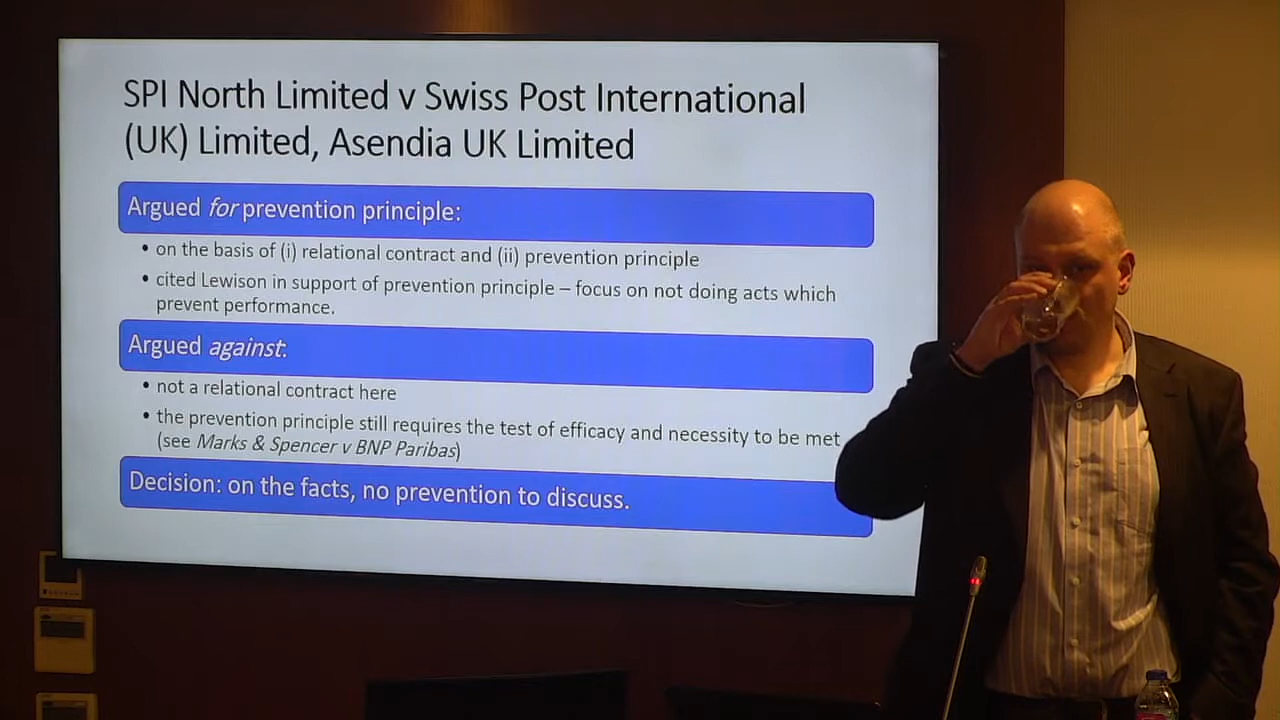 SPI North Limited v Swiss Post International
(UK) Limited, Asendia UK Limited
Argued for prevention principle:
• on the basis of (i) relational contract and (ii) prevention principle
• cited Lewison in support of prevention principle – focus on not doing acts which
prevent performance.
Argued against:
• not a relational contract here
• the prevention principle still requires the test of efficacy and necessity to be met
(see Marks & Spencer v BNP Paribas)
Decision: on the facts, no prevention to discuss.